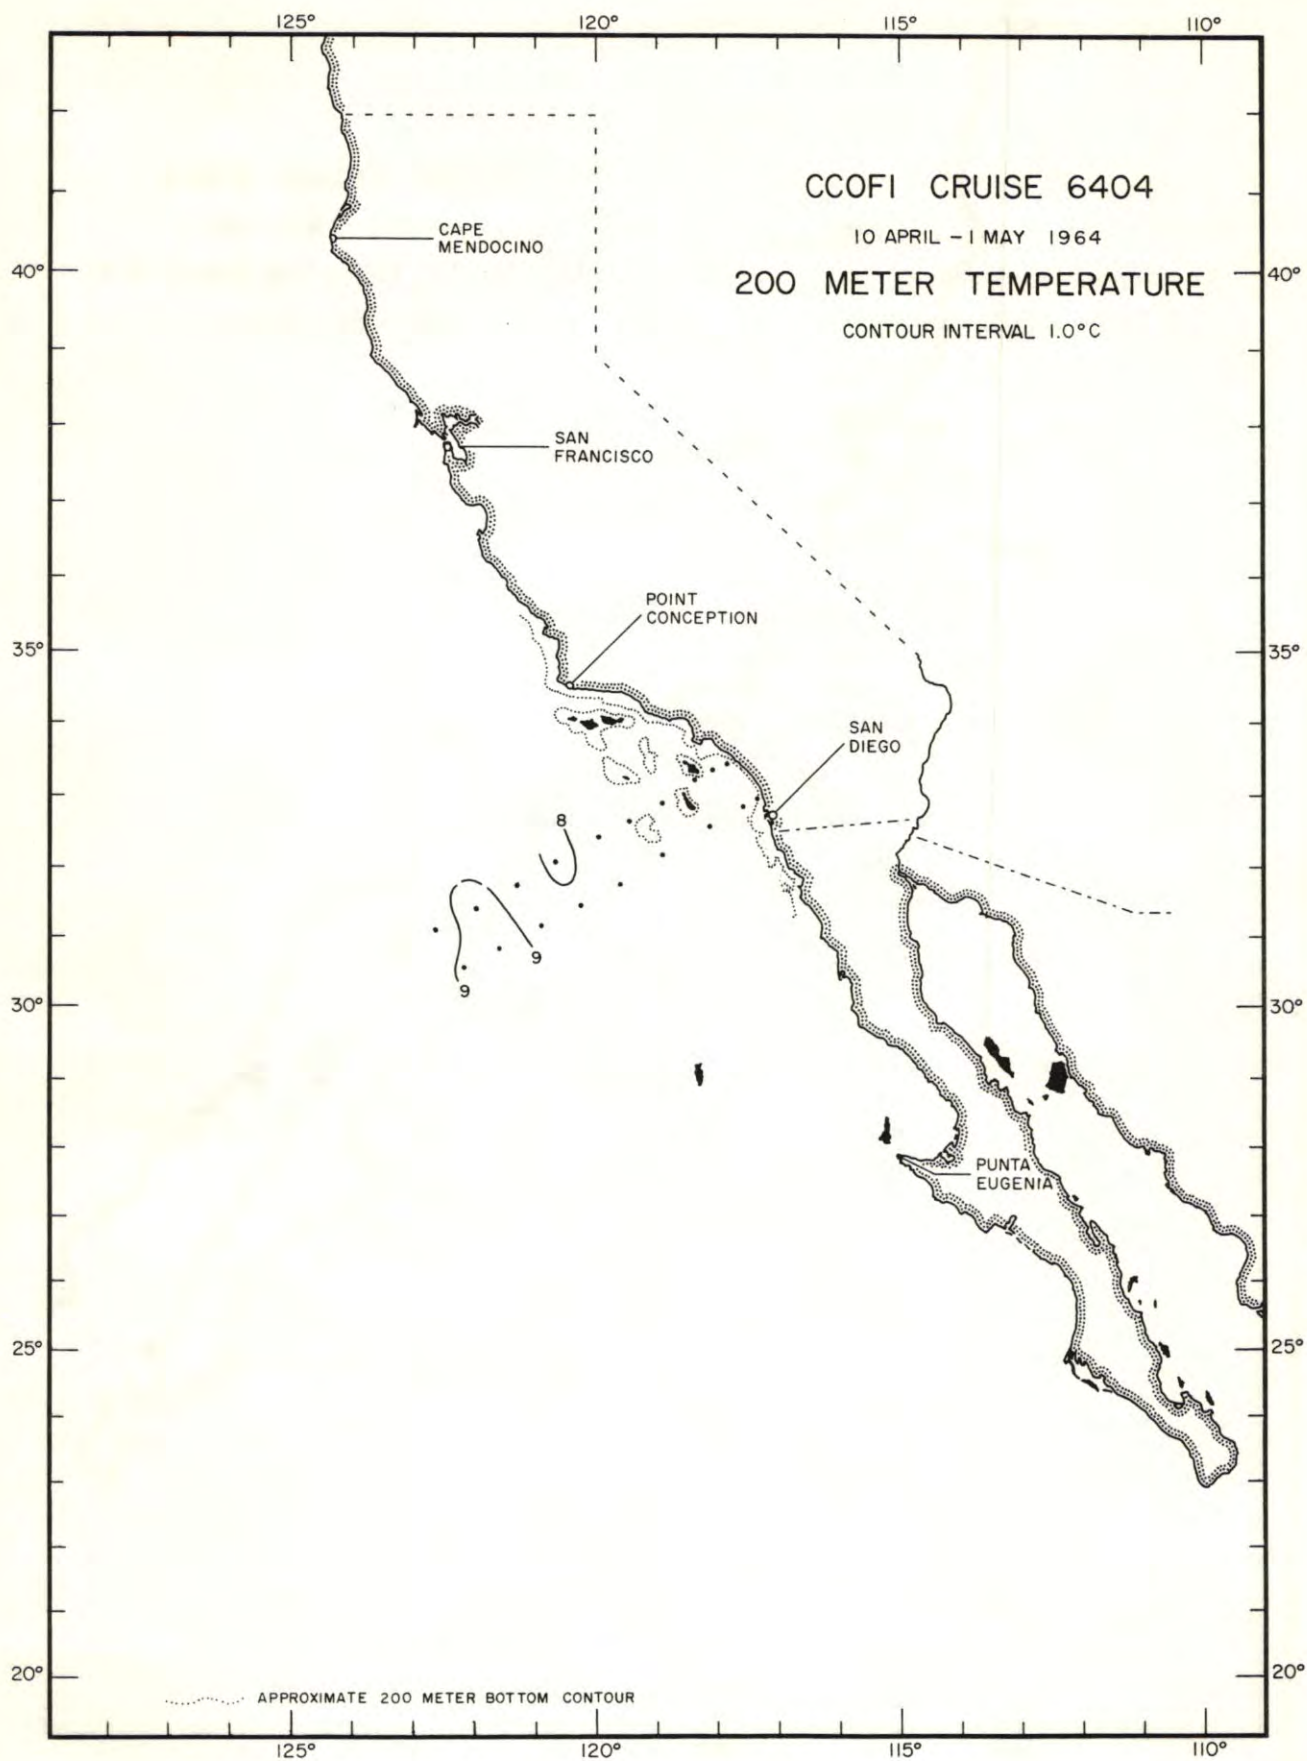 125° 120° 115° 110°
CCOFI CRUISE 6404
10 APRIL - 1 MAY 1964
200 METER TEMPERATURE
CONTOUR INTERVAL 1.0°C
CAPE
MENDOCINO
40° 40°
SAN
FRANCISCO
POINT
CONCEPTION
35° 35°
SAN
DIEGO
8
9
9
30° 30°
PUNTA
EUGENIA
25° 25°
20° 20°
APPROXIMATE 200 METER BOTTOM CONTOUR
125° 120° 115° 110°